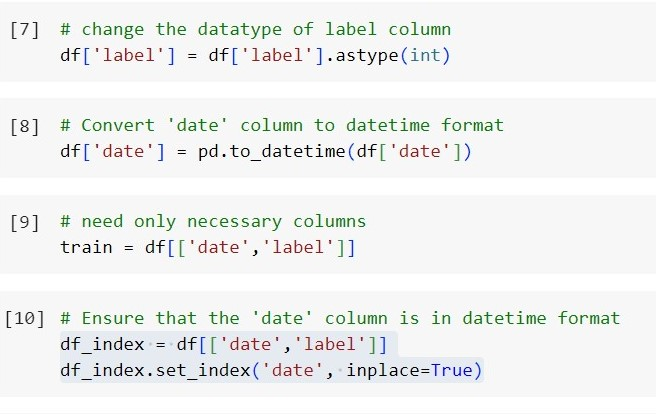 [7] # change the datatype of label column
df['label'] = df['label'].astype(int)
[8] # Convert 'date' column to datetime format
df['date'] = pd.to_datetime(df['date'])
[9] # need only necessary columns
train = df[['date','label']]
[10] # Ensure that the 'date' column is in datetime format
df_index = df[['date','label']]
df_index.set_index('date', inplace=True)